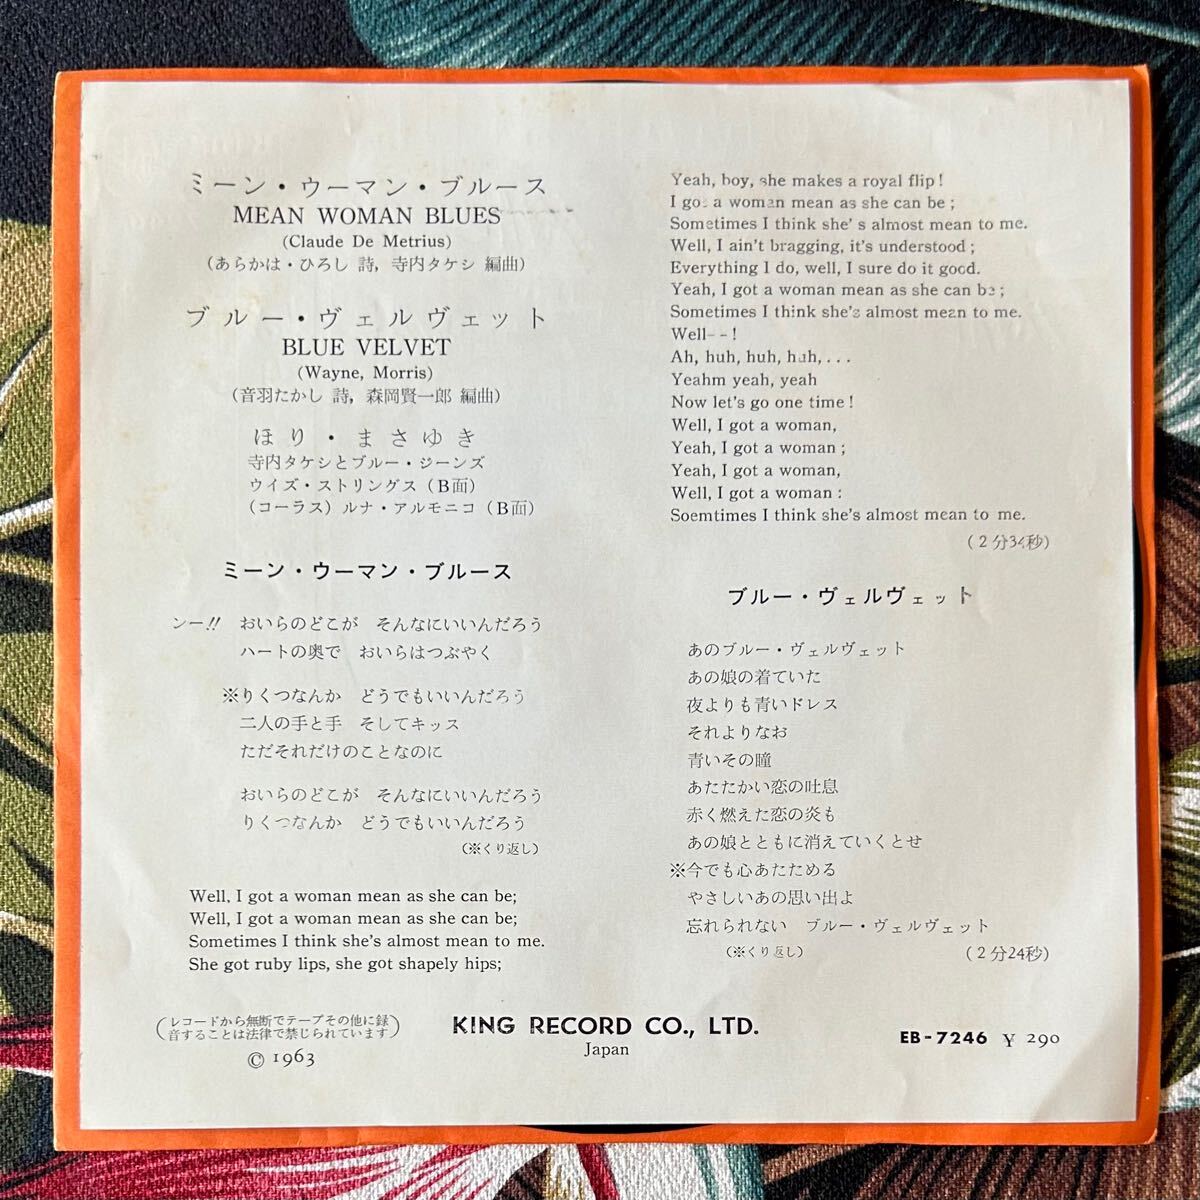 ミーン・ウーマン・ブルース
MEAN WOMAN BLUES
(Claude De Metrius)
(あらかは・ひろし 詩, 寺内タケシ 編曲)
ブルー・ヴェルヴェット
BLUE VELVET
(Wayne, Morris)
(音羽たかし 詩, 森岡賢一郎 編曲)
ほり・まさゆき
寺内タケシとブルー・ジーンズ
ウイズ・ストリングス(B面)
(コーラス)ルナ・アルモニコ(B面)
ミーン・ウーマン・ブルース
ンー!! おいらのどこが そんなにいいんだろう
ハートの奥で おいらはつぶやく
※りくつなんか どうでもいいんだろう
二人の手と手 そしてキッス
ただそれだけのことなのに
おいらのどこが そんなにいいんだろう
りくつなんか どうでもいいんだろう
(※くり返し)
Well, I got a woman mean as she can be;
Well, I got a woman mean as she can be;
Sometimes I think she's almost mean to me.
She got ruby lips, she got shapely hips;
Yeah, boy, she makes a royal flip!
I got a woman mean as she can be;
Sometimes I think she's almost mean to me.
Well, I ain't bragging, it's understood;
Everything I do, well, I sure do it good.
Yeah, I got a woman mean as she can be;
Sometimes I think she's almost mean to me.
Well--!
Ah, huh, huh, huh,...
Yeahm yeah, yeah
Now let's go one time!
Well, I got a woman,
Yeah, I got a woman;
Yeah, I got a woman,
Well, I got a woman:
Soemtimes I think she's almost mean to me.
(2分34秒)
ブルー・ヴェルヴェット
あのブルー・ヴェルヴェット
あの娘の着ていた
夜よりも青いドレス
それよりなお
青いその瞳
あたたかい恋の吐息
赤く燃えた恋の炎も
あの娘とともに消えていくとせ
※今でも心あたためる
やさしいあの思い出よ
忘れられない ブルー・ヴェルヴェット
(※くり返し) (2分24秒)
(レコードから無断でテープその他に録
音することは法律で禁じられています)
© 1963
KING RECORD CO., LTD.
Japan
EB-7246 ¥ 290